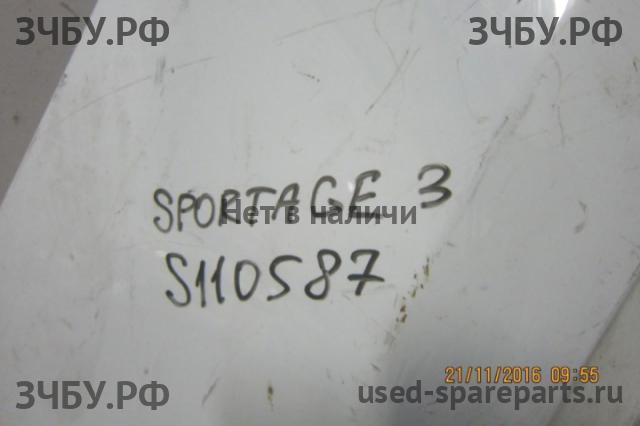 ЗЧБУ.РФ ЗЧБУ.РФ
SPORTAGE 3
Нет в наличи
S110587
21/11/2016 09:55
ЗЧБУ.РФ used-spareparts.ru